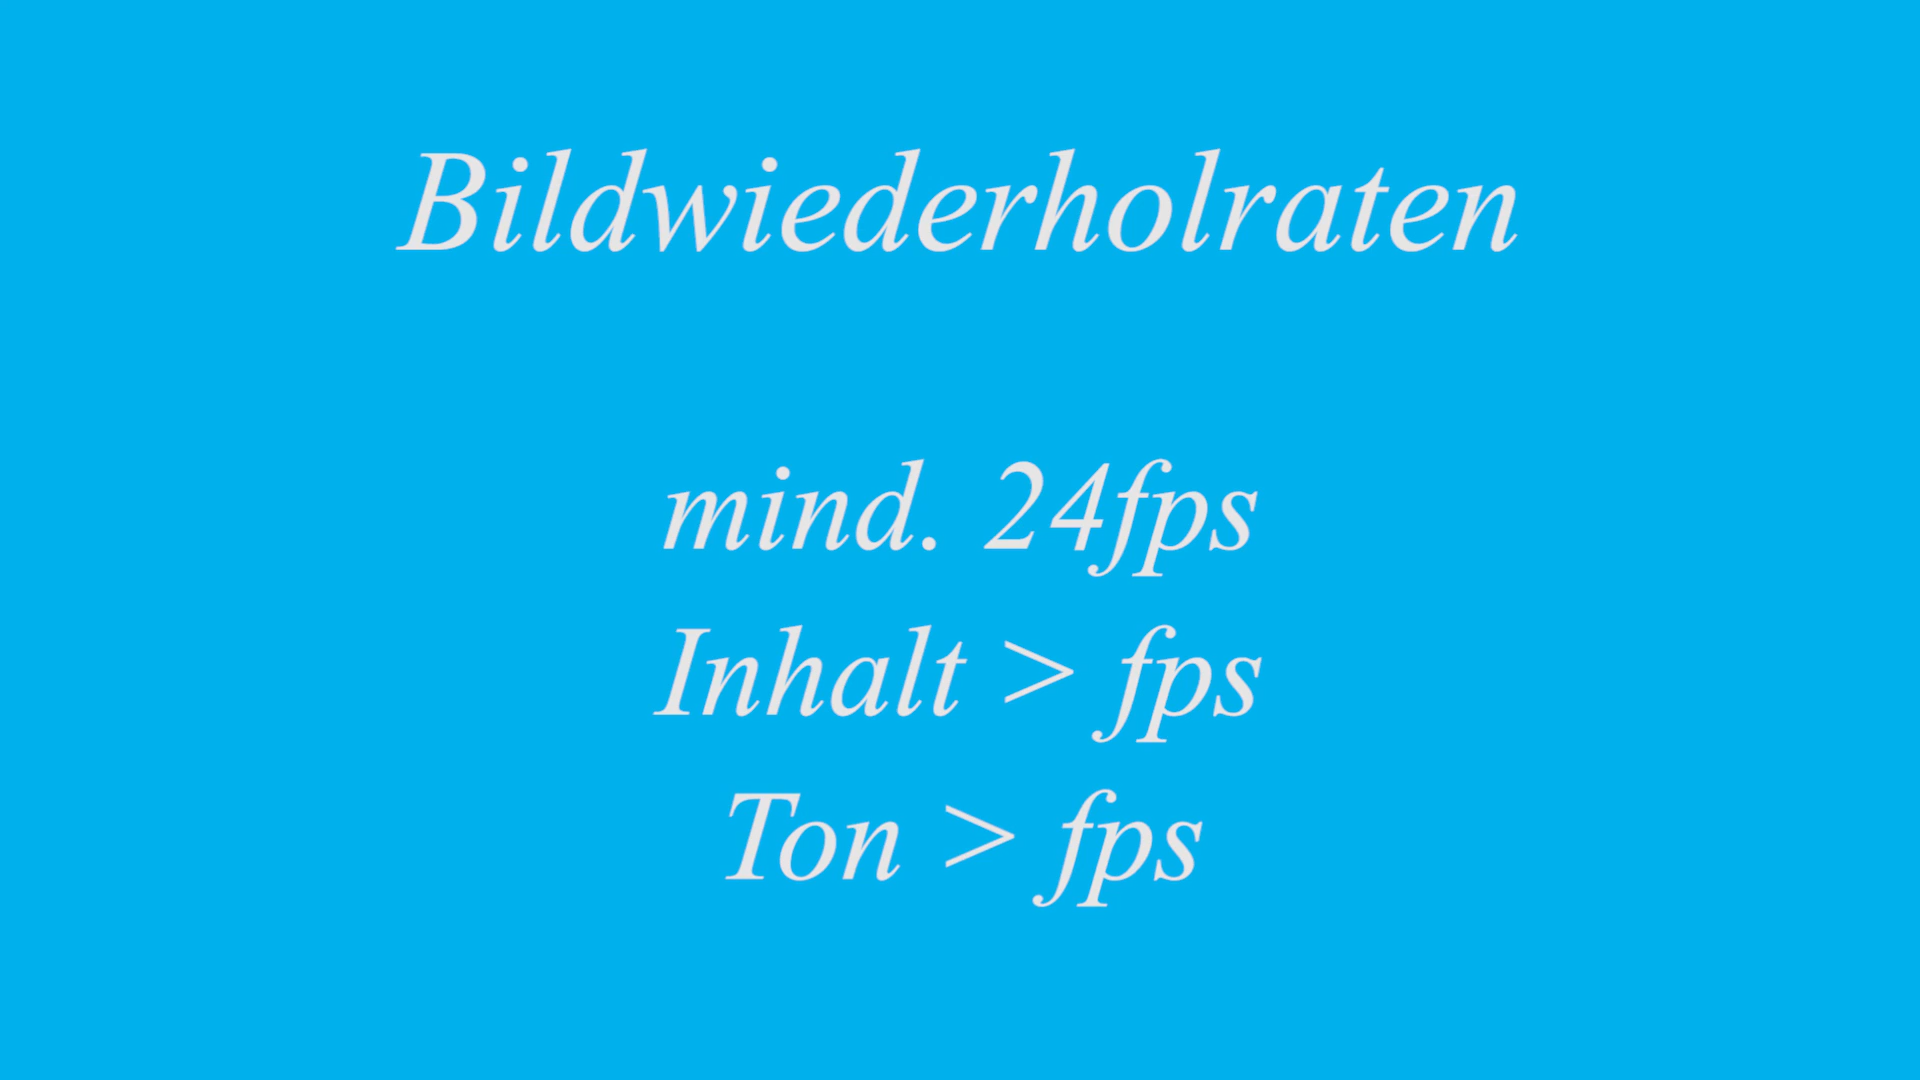 Bildwiederholraten
mind. 24fps
Inhalt > fps
Ton > fps